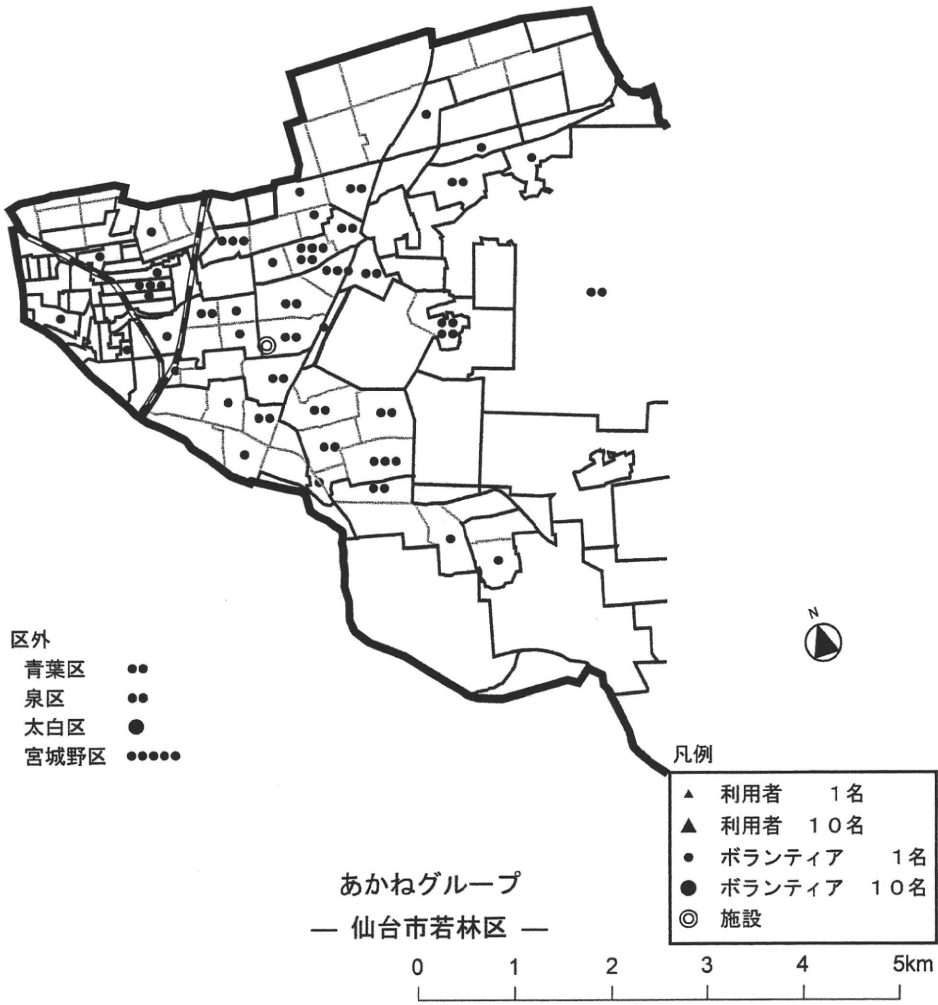 N
区外
青葉区
泉区
太白区
宮城野区
凡例
利用者 1名
利用者 10名
ボランティア 1名
ボランティア 10名
施設
あかねグループ
― 仙台市若林区 ―
0 1 2 3 4 5km